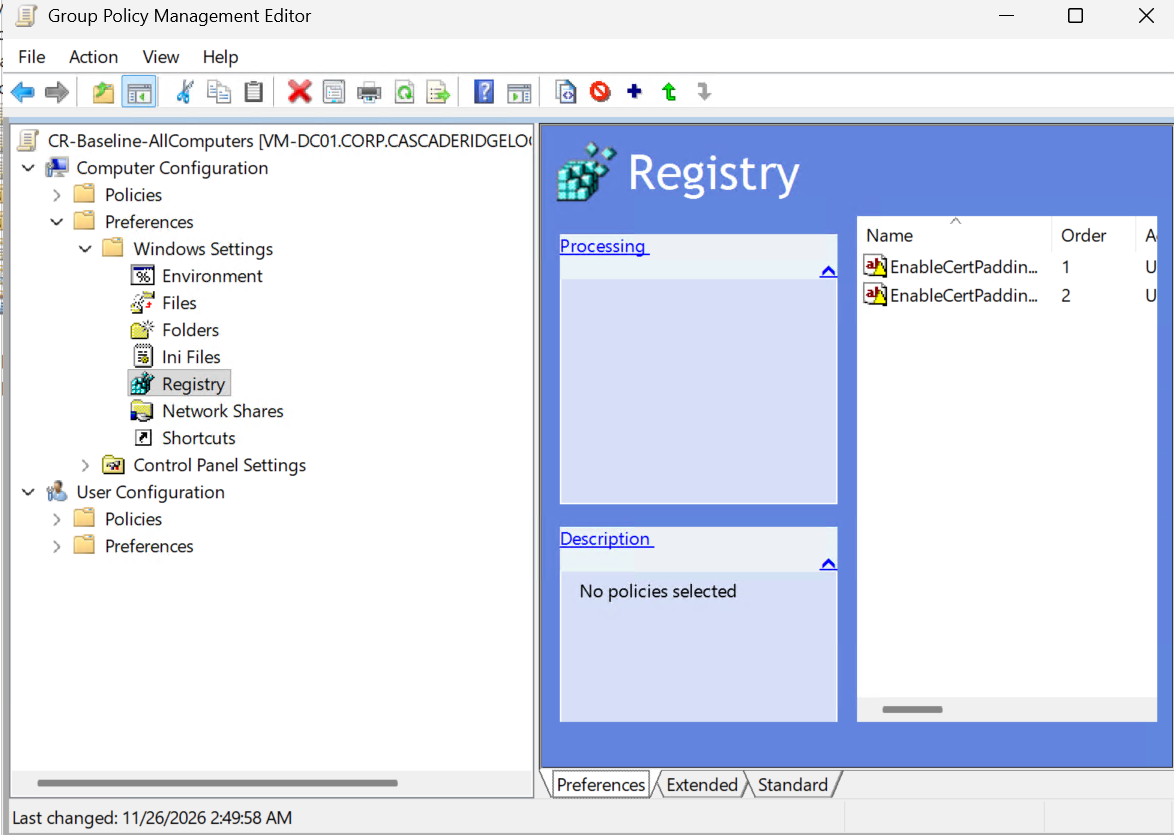 Group Policy Management Editor
File Action View Help
CR-Baseline-AllComputers [VM-DC01.CORP.CASCADERIDGELO
Computer Configuration
Policies
Preferences
Windows Settings
Environment
Files
Folders
Ini Files
Registry
Network Shares
Shortcuts
Control Panel Settings
User Configuration
Policies
Preferences
Registry
Processing
Description
No policies selected
Name Order
EnableCertPaddin... 1 U
EnableCertPaddin... 2 U
Preferences Extended Standard
Last changed: 11/26/2026 2:49:58 AM